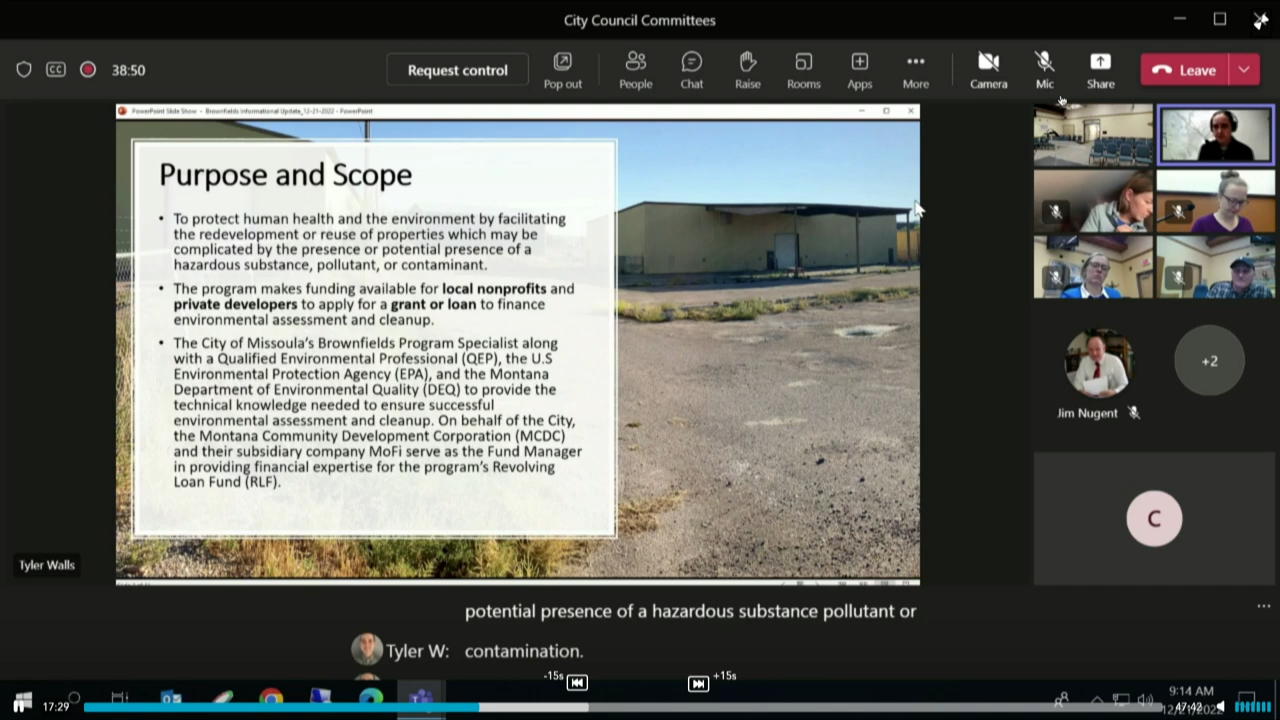 City Council Committees
CC
38:50
Request control
Pop out
People
Chat
Raise
Rooms
Apps
More
Camera
Mic
Share
Leave
PowerPoint Slide Show - Brownfields Informational Update_12-21-2022 - PowerPoint
Purpose and Scope
• To protect human health and the environment by facilitating
the redevelopment or reuse of properties which may be
complicated by the presence or potential presence of a
hazardous substance, pollutant, or contaminant.
• The program makes funding available for local nonprofits and
private developers to apply for a grant or loan to finance
environmental assessment and cleanup.
• The City of Missoula's Brownfields Program Specialist along
with a Qualified Environmental Professional (QEP), the U.S
Environmental Protection Agency (EPA), and the Montana
Department of Environmental Quality (DEQ) to provide the
technical knowledge needed to ensure successful
environmental assessment and cleanup. On behalf of the City,
the Montana Community Development Corporation (MCDC)
and their subsidiary company MoFi serve as the Fund Manager
in providing financial expertise for the program's Revolving
Loan Fund (RLF).
+2
Jim Nugent
C
Tyler Walls
potential presence of a hazardous substance pollutant or
Tyler W: contamination.
-15s
+15s
17:29
47:42
9:14 AM